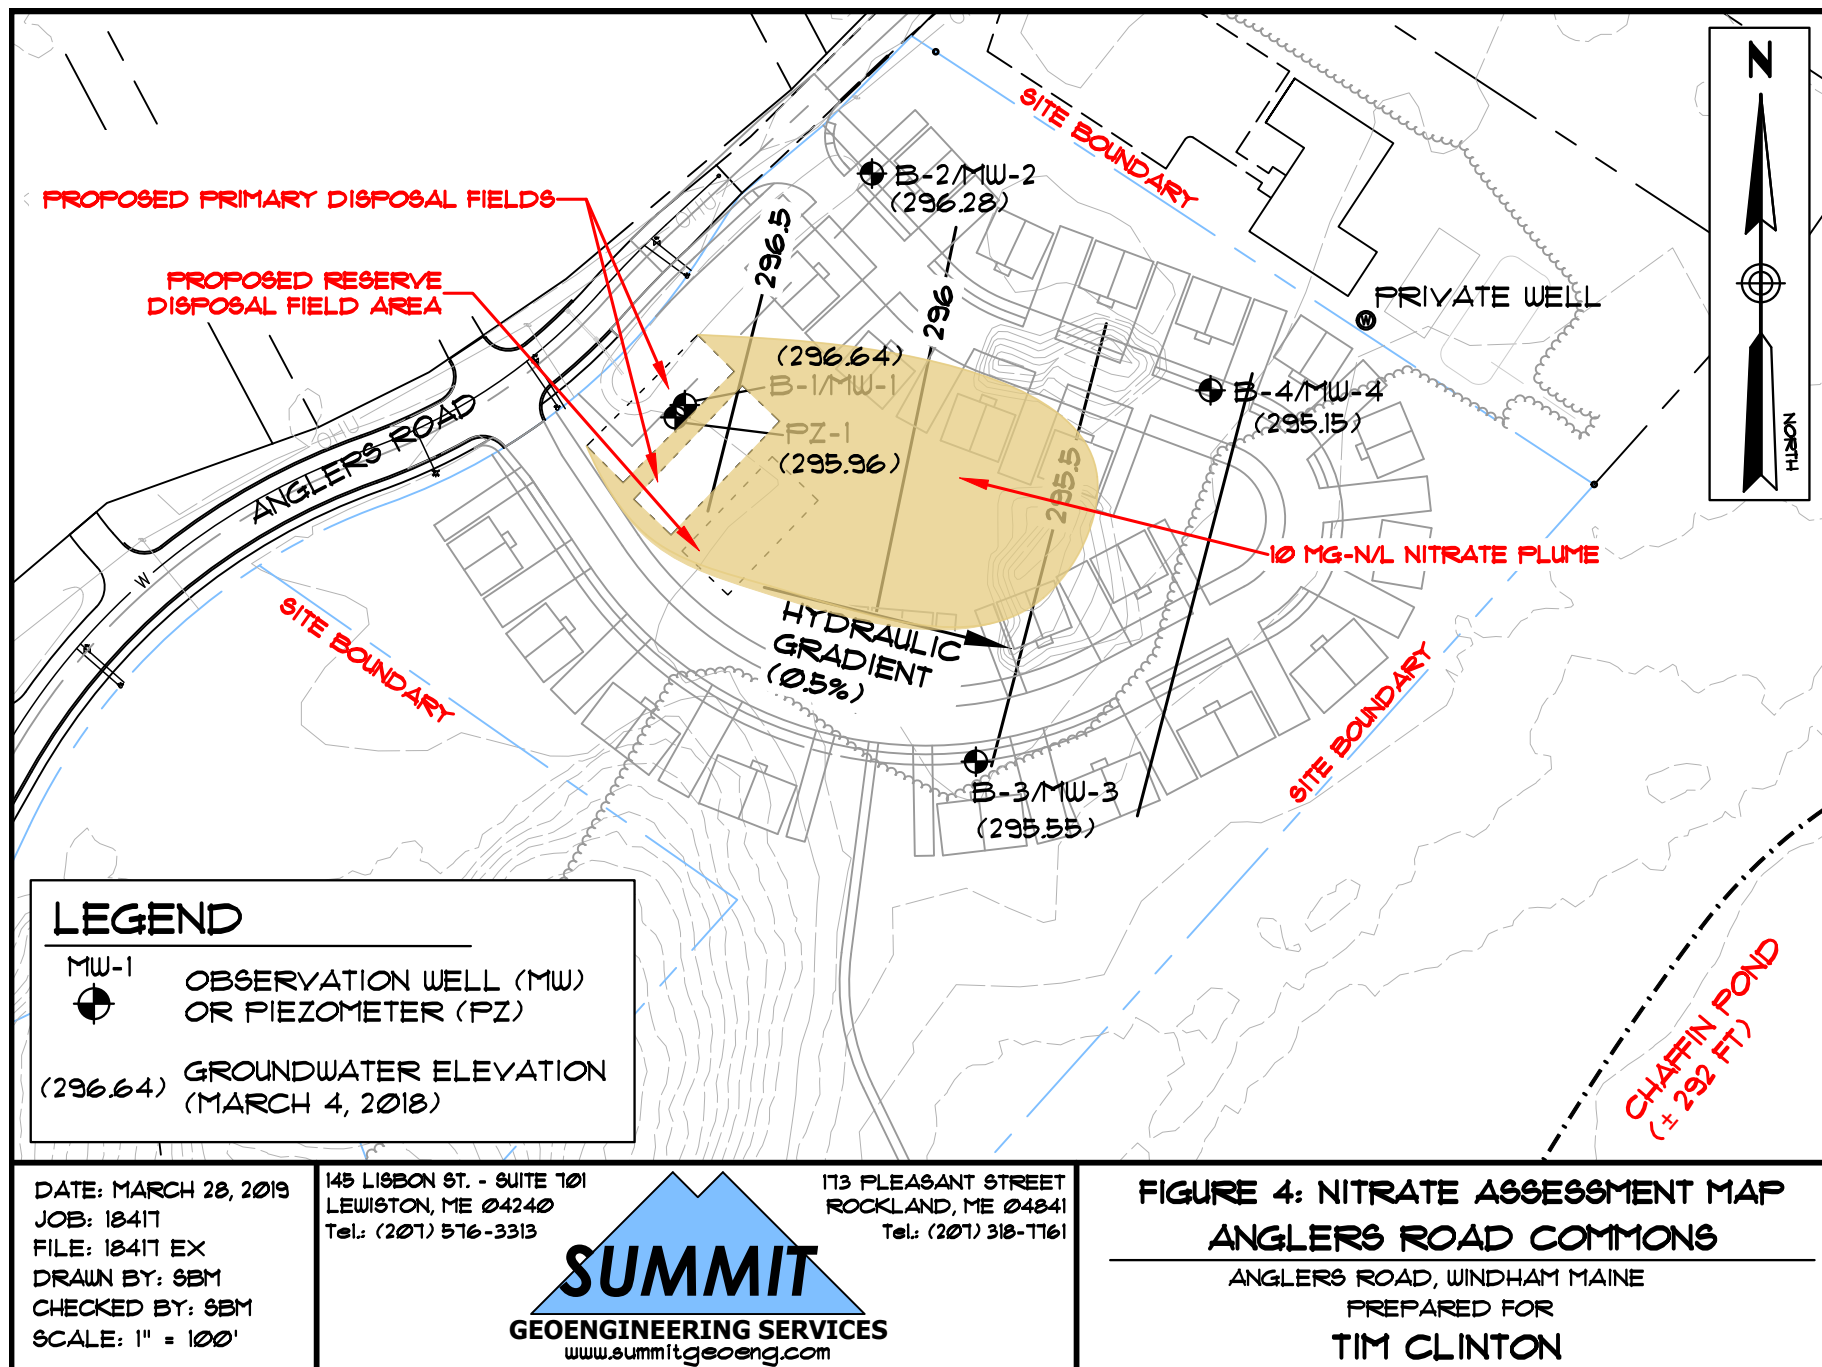 N
NORTH
SITE BOUNDARY
B-2/MW-2
(296.28)
PROPOSED PRIMARY DISPOSAL FIELDS
OHU
296.5
PROPOSED RESERVE
DISPOSAL FIELD AREA
296
PRIVATE WELL
W
(296.64)
B-1/MW-1
B-4/MW-4
(295.15)
OHU
ANGLERS ROAD
PZ-1
(295.96)
295.5
10 MG-N/L NITRATE PLUME
W
SITE BOUNDARY
HYDRAULIC
GRADIENT
(0.5%)
SITE BOUNDARY
B-3/MW-3
(295.55)
CHAFFIN POND
(± 292 FT)
LEGEND
MW-1
OBSERVATION WELL (MW)
OR PIEZOMETER (PZ)
(296.64)
GROUNDWATER ELEVATION
(MARCH 4, 2018)
DATE: MARCH 28, 2019
JOB: 18417
FILE: 18417 EX
DRAWN BY: SBM
CHECKED BY: SBM
SCALE: 1" = 100'
145 LISBON ST. - SUITE 701
LEWISTON, ME 04240
Tel.: (207) 576-3313
173 PLEASANT STREET
ROCKLAND, ME 04841
Tel.: (207) 318-7761
SUMMIT
GEOENGINEERING SERVICES
www.summitgeoeng.com
FIGURE 4: NITRATE ASSESSMENT MAP
ANGLERS ROAD COMMONS
ANGLERS ROAD, WINDHAM MAINE
PREPARED FOR
TIM CLINTON